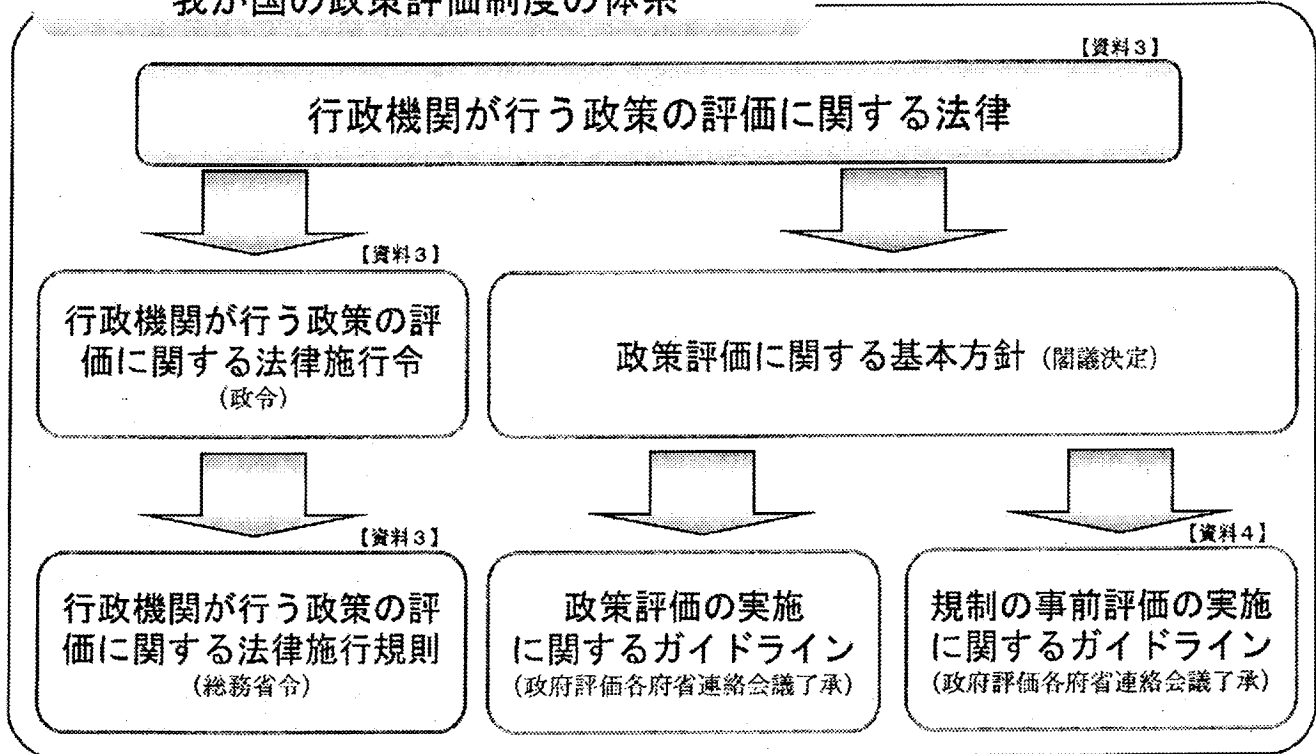 我が国の政策評価制度の体系
【資料3】
行政機関が行う政策の評価に関する法律
【資料3】
行政機関が行う政策の評
価に関する法律施行令
(政令)
政策評価に関する基本方針 (閣議決定)
【資料3】
行政機関が行う政策の評
価に関する法律施行規則
(総務省令)
政策評価の実施
に関するガイドライン
(政府評価各府省連絡会議了承)
【資料4】
規制の事前評価の実施
に関するガイドライン
(政府評価各府省連絡会議了承)